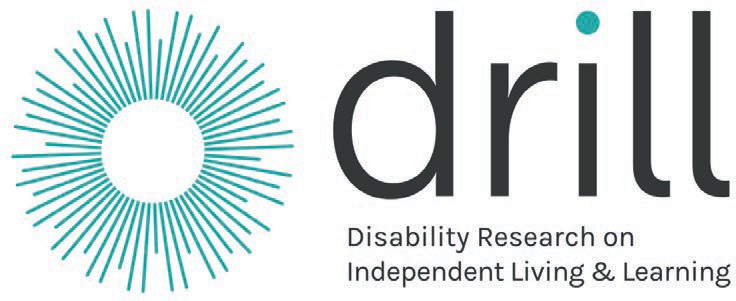 drill
Disability Research on
Independent Living & Learning